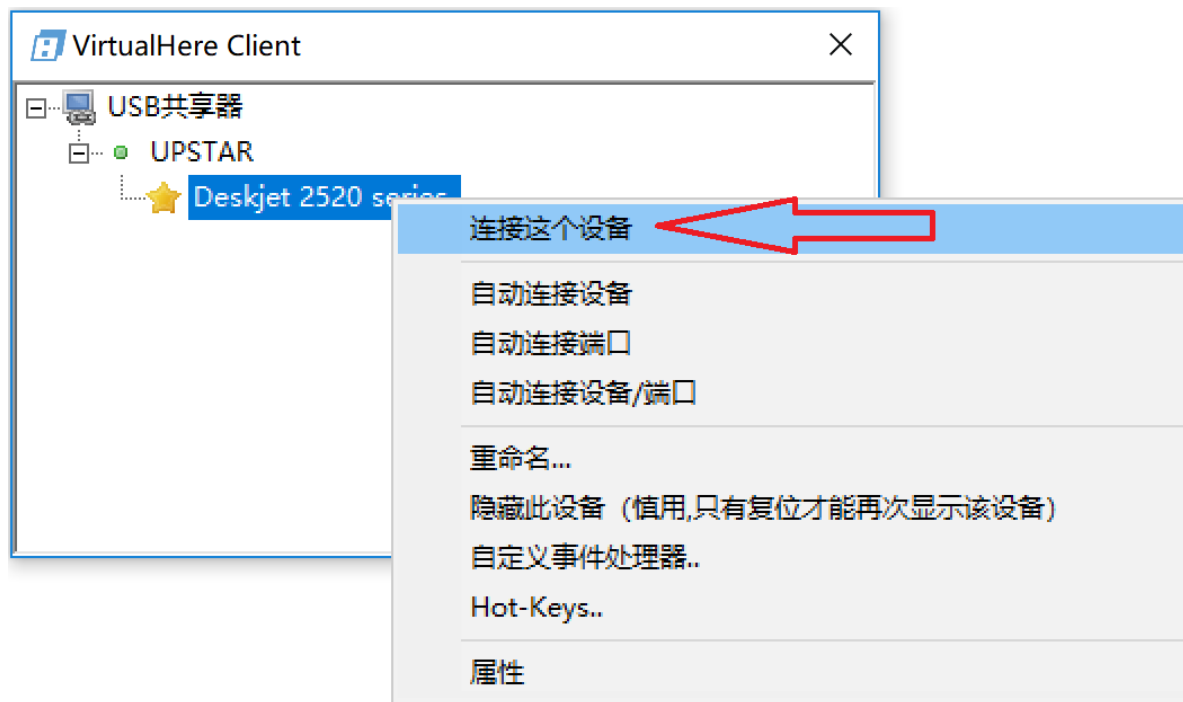 VirtualHere Client
USB共享器
UPSTAR
Deskjet 2520 series
连接这个设备
自动连接设备
自动连接端口
自动连接设备/端口
重命名...
隐藏此设备（慎用,只有复位才能再次显示该设备）
自定义事件处理器..
Hot-Keys..
属性